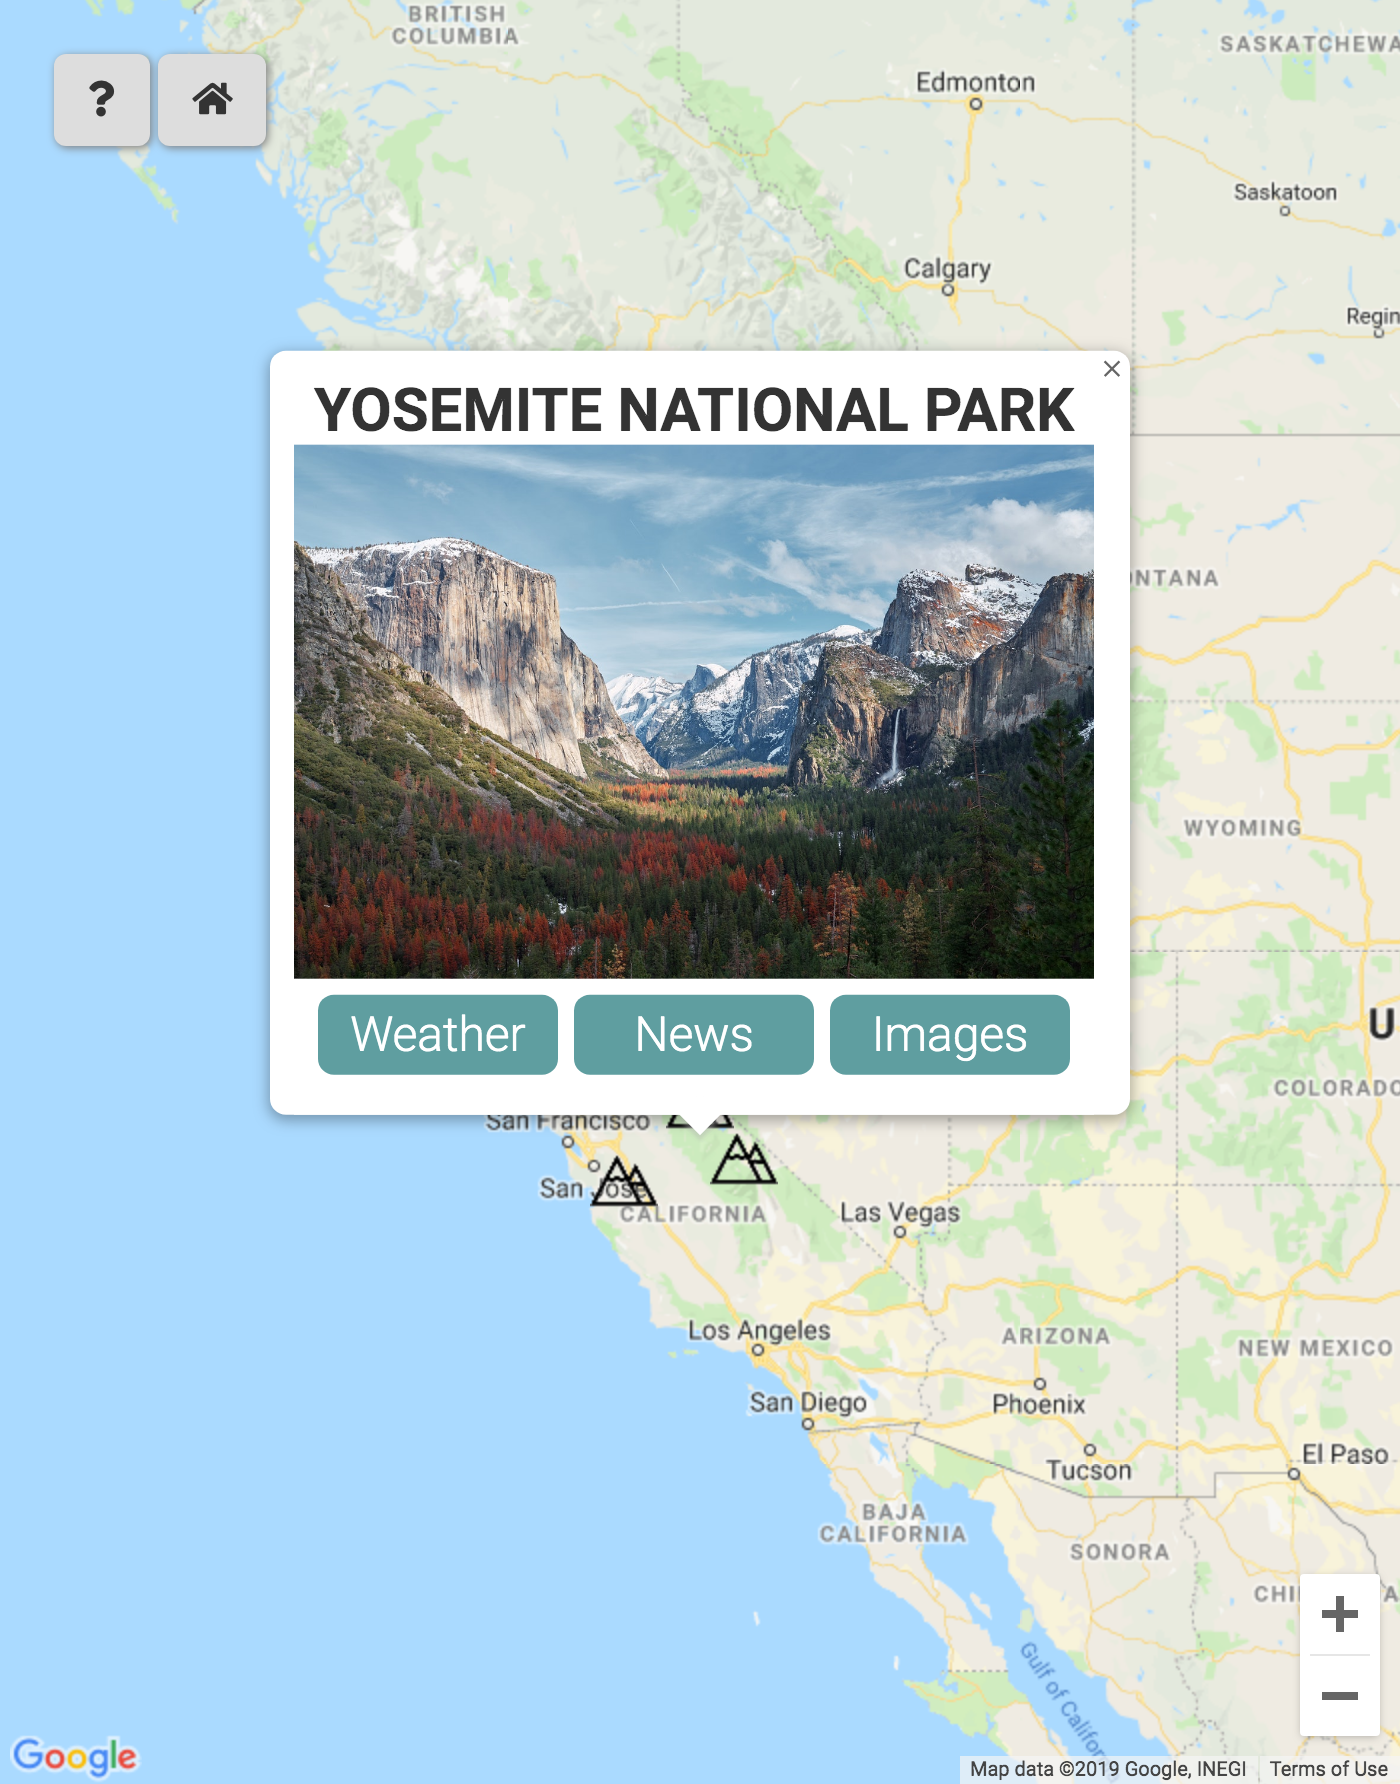 BRITISH
COLUMBIA
SASKATCHEWA
Edmonton
?
Saskatoon
Calgary
Regin
×
YOSEMITE NATIONAL PARK
NTANA
WYOMING
Weather
News
Images
U
COLORADO
San Francisco
San Jose
CALIFORNIA
Las Vegas
Los Angeles
ARIZONA
NEW MEXICO
San Diego
Phoenix
El Paso
Tucson
BAJA
CALIFORNIA
SONORA
CHI
A
+
Gulf of Californ
−
Google
Map data ©2019 Google, INEGI
Terms of Use